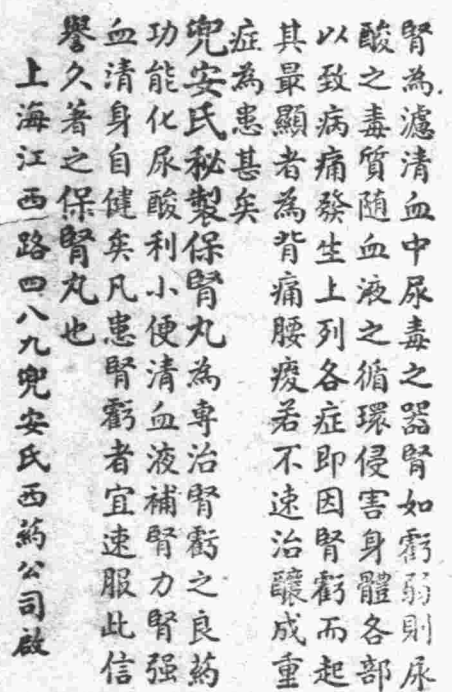 腎為濾清血中尿毒之器腎如虧弱則尿
酸之毒質隨血液之循環侵害身體各部
以致病痛發生上列各症即因腎虧而起
其最顯者為背痛腰痠若不速治釀成重
症為患甚矣
兜安氏秘製保腎丸為專治腎虧之良藥
功能化尿酸利小便清血液補腎力腎强
血清身自健矣凡患腎虧者宜速服此信
譽久著之保腎丸也
上海江西路四八九兜安氏西药公司啟